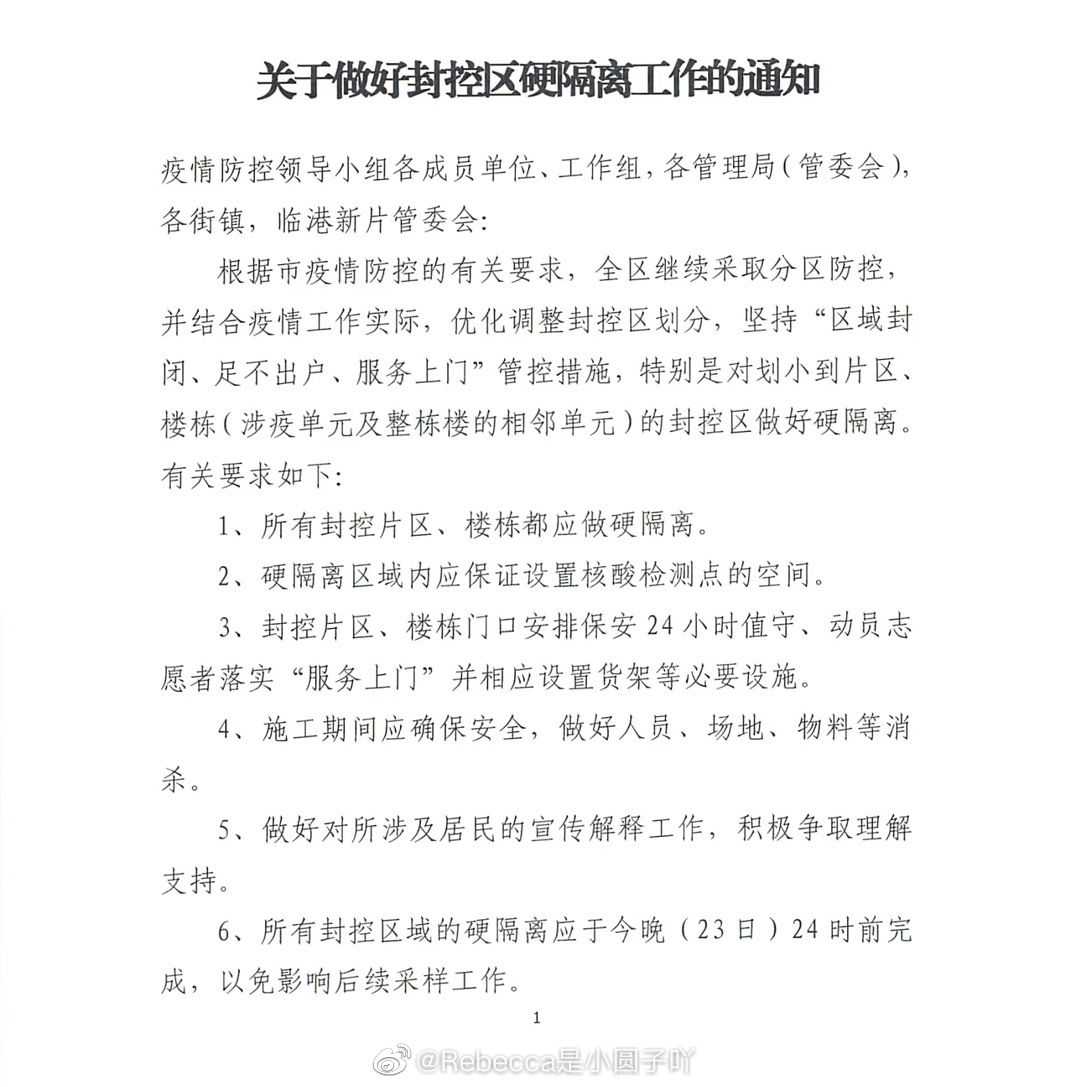 关于做好封控区硬隔离工作的通知
疫情防控领导小组各成员单位、工作组，各管理局（管委会），
各街镇，临港新片管委会：
根据市疫情防控的有关要求，全区继续采取分区防控，
并结合疫情工作实际，优化调整封控区划分，坚持“区域封
闭、足不出户、服务上门”管控措施，特别是对划小到片区、
楼栋（涉疫单元及整栋楼的相邻单元）的封控区做好硬隔离。
有关要求如下：
1、所有封控片区、楼栋都应做硬隔离。
2、硬隔离区域内应保证设置核酸检测点的空间。
3、封控片区、楼栋门口安排保安24小时值守、动员志
愿者落实“服务上门”并相应设置货架等必要设施。
4、施工期间应确保安全，做好人员、场地、物料等消
杀。
5、做好对所涉及居民的宣传解释工作，积极争取理解
支持。
6、所有封控区域的硬隔离应于今晚（23日）24时前完
成，以免影响后续采样工作。
1
@Rebecca是小圆子吖